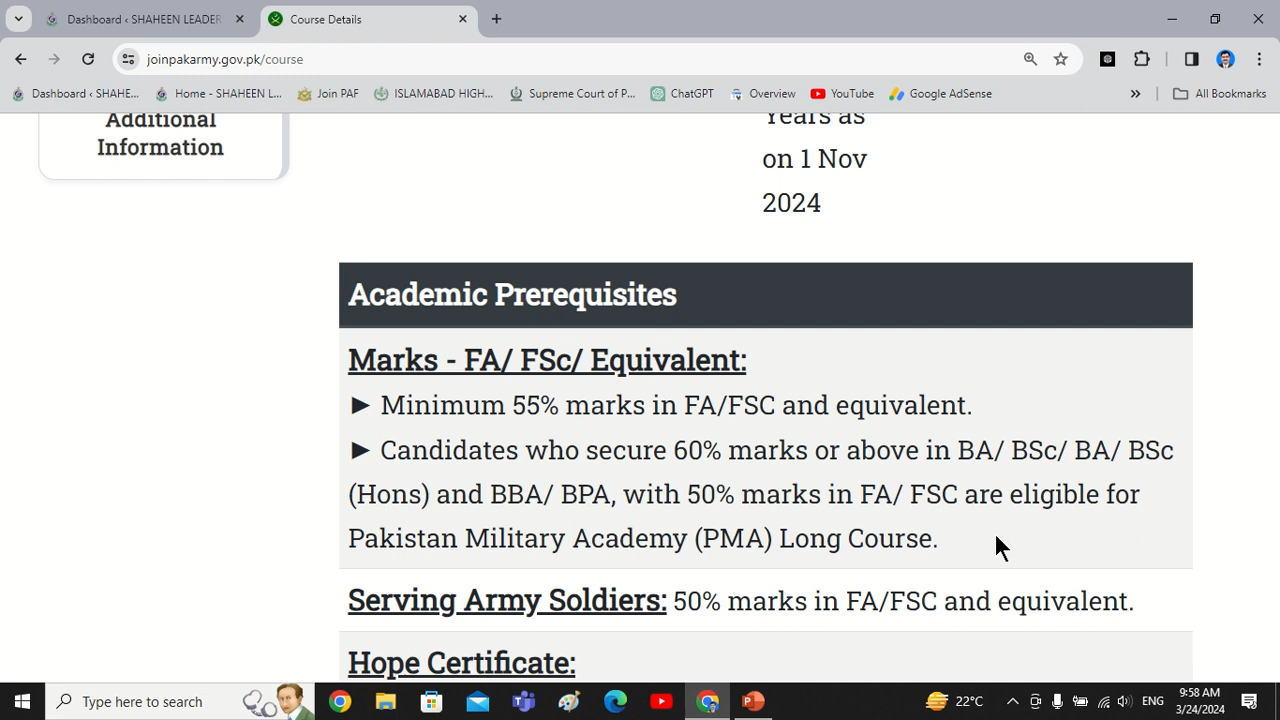 Dashboard ‹ SHAHEEN LEADER
Course Details
joinpakarmy.gov.pk/course
Dashboard ‹ SHAHE...
Home - SHAHEEN L...
Join PAF
ISLAMABAD HIGH...
Supreme Court of P...
ChatGPT
Overview
YouTube
Google AdSense
»
All Bookmarks
Additional
Information
Years as
on 1 Nov
2024
Academic Prerequisites
Marks - FA/ FSc/ Equivalent:
► Minimum 55% marks in FA/FSC and equivalent.
► Candidates who secure 60% marks or above in BA/ BSc/ BA/ BSc
(Hons) and BBA/ BPA, with 50% marks in FA/ FSC are eligible for
Pakistan Military Academy (PMA) Long Course.
Serving Army Soldiers: 50% marks in FA/FSC and equivalent.
Hope Certificate:
Type here to search
22°C
ENG
9:58 AM
3/24/2024